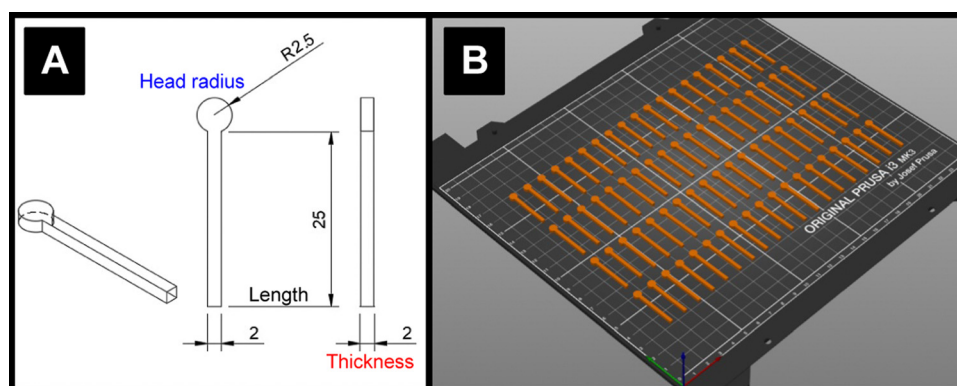 A
Head radius
R2.5
25
Length
2
2
Thickness
B
ORIGINAL PRUSA i3 MK3
by Josef Prusa